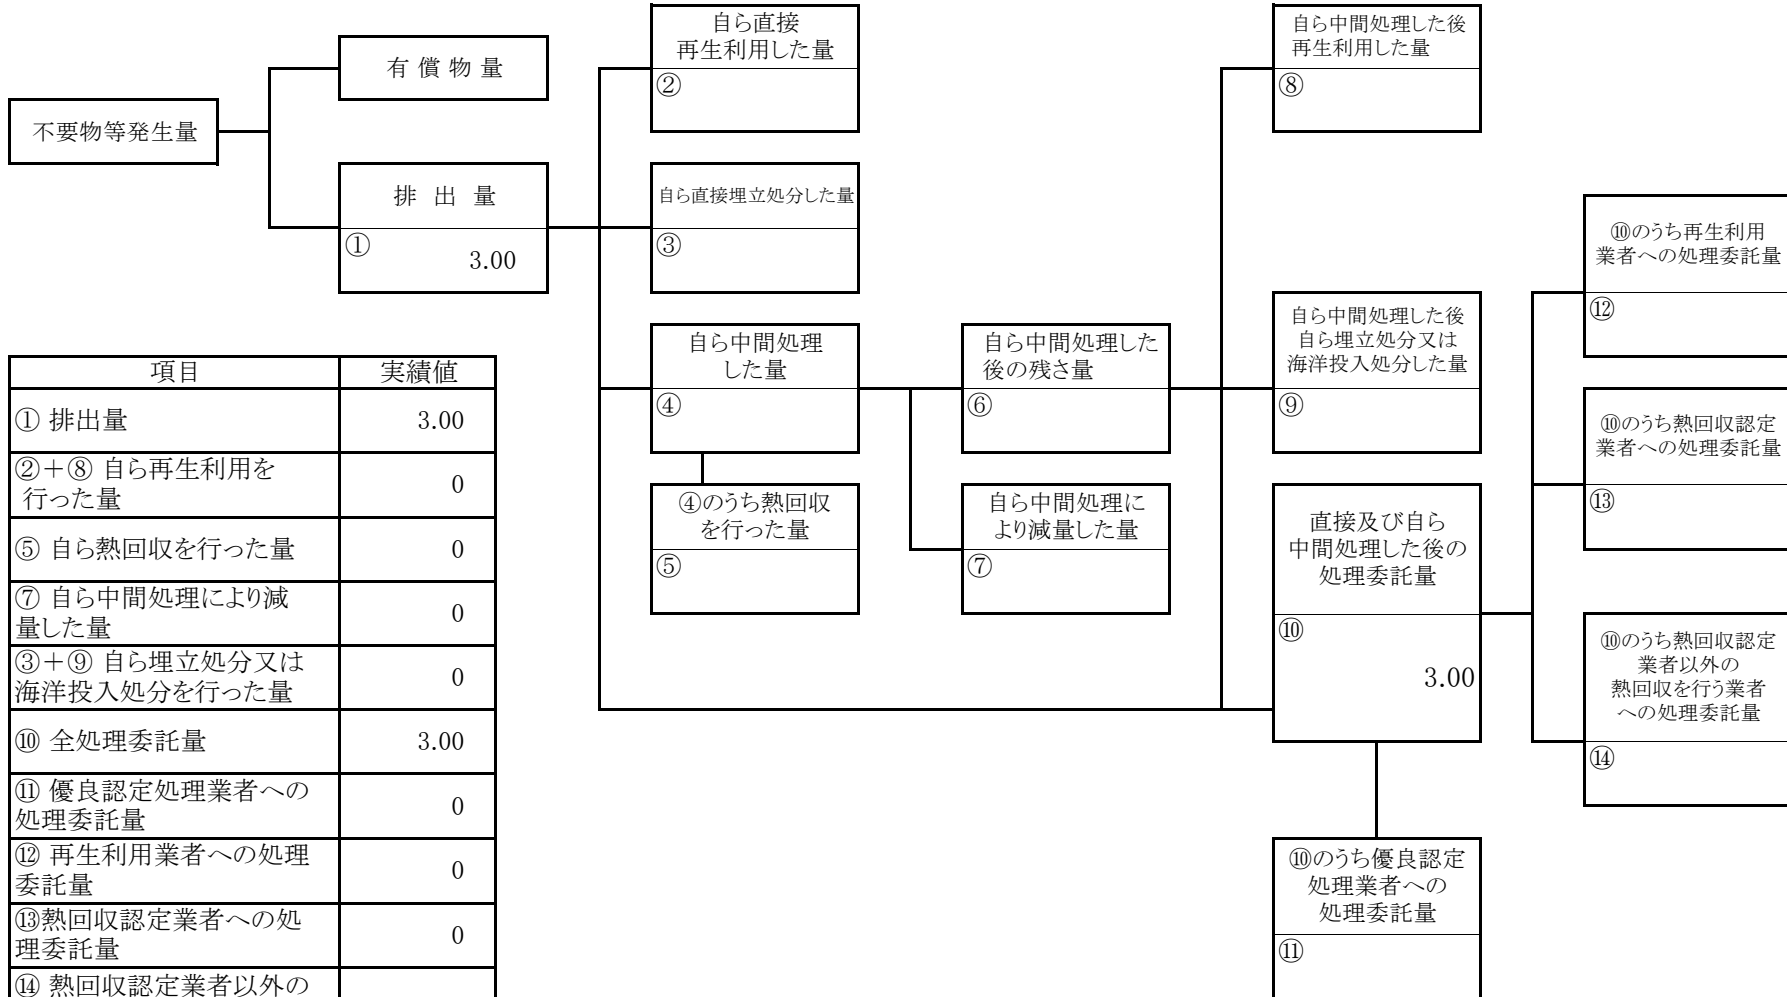 不要物等発生量
有 償 物 量
排 出 量
①
3.00
自ら直接
再生利用した量
②
自ら直接埋立処分した量
③
自ら中間処理
した量
④
④のうち熱回収
を行った量
⑤
自ら中間処理した
後の残さ量
⑥
自ら中間処理に
より減量した量
⑦
自ら中間処理した後
再生利用した量
⑧
自ら中間処理した後
自ら埋立処分又は
海洋投入処分した量
⑨
直接及び自ら
中間処理した後の
処理委託量
⑩
3.00
⑩のうち優良認定
処理業者への
処理委託量
⑪
⑩のうち再生利用
業者への処理委託量
⑫
⑩のうち熱回収認定
業者への処理委託量
⑬
⑩のうち熱回収認定
業者以外の
熱回収を行う業者
への処理委託量
⑭
項目 実績値
① 排出量 3.00
②＋⑧ 自ら再生利用を
行った量 0
⑤ 自ら熱回収を行った量 0
⑦ 自ら中間処理により減
量した量 0
③＋⑨ 自ら埋立処分又は
海洋投入処分を行った量 0
⑩ 全処理委託量 3.00
⑪ 優良認定処理業者への
処理委託量 0
⑫ 再生利用業者への処理
委託量 0
⑬熱回収認定業者への処
理委託量 0
⑭ 熱回収認定業者以外の